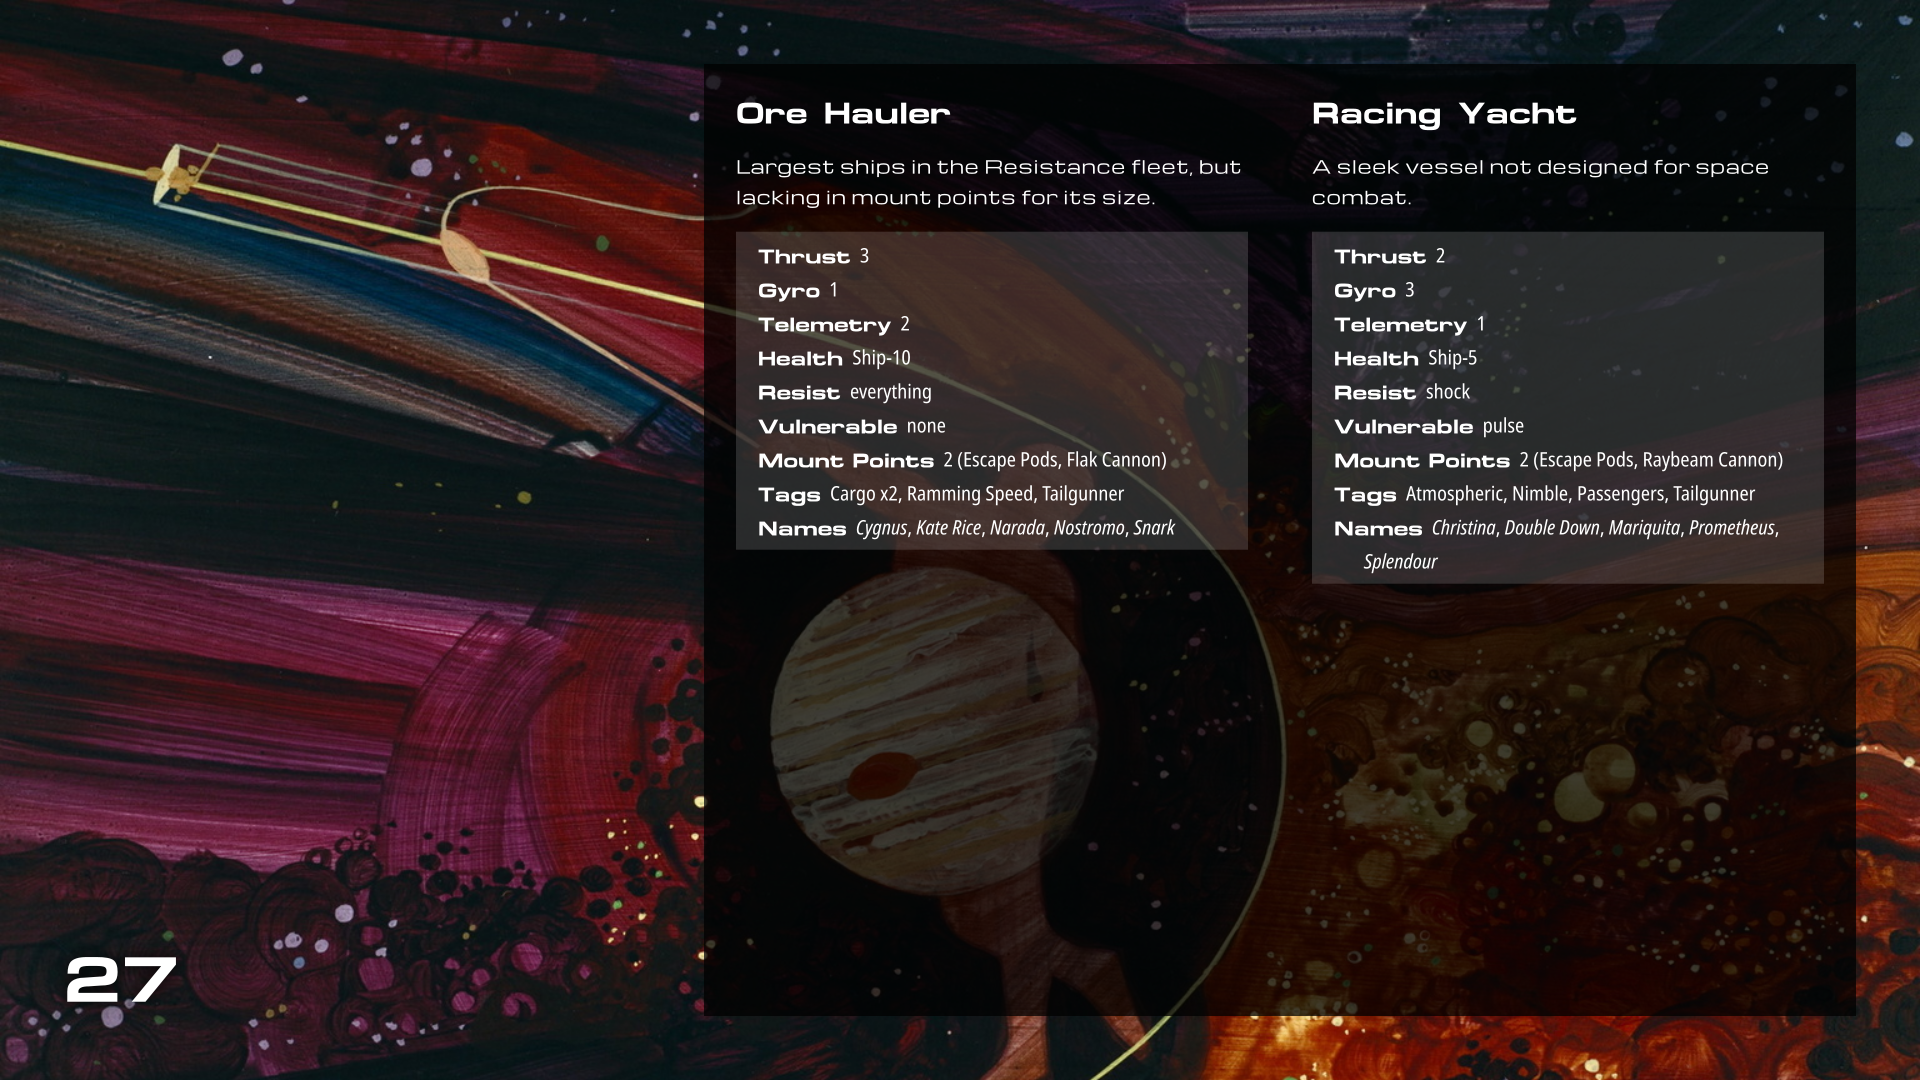 Ore Hauler
Largest ships in the Resistance fleet, but
lacking in mount points for its size.
Thrust 3
Gyro 1
Telemetry 2
Health Ship-10
Resist everything
Vulnerable none
Mount Points 2 (Escape Pods, Flak Cannon)
Tags Cargo x2, Ramming Speed, Tailgunner
Names Cygnus, Kate Rice, Narada, Nostromo, Snark
Racing Yacht
A sleek vessel not designed for space
combat.
Thrust 2
Gyro 3
Telemetry 1
Health Ship-5
Resist shock
Vulnerable pulse
Mount Points 2 (Escape Pods, Raybeam Cannon)
Tags Atmospheric, Nimble, Passengers, Tailgunner
Names Christina, Double Down, Mariquita, Prometheus,
Splendour
27